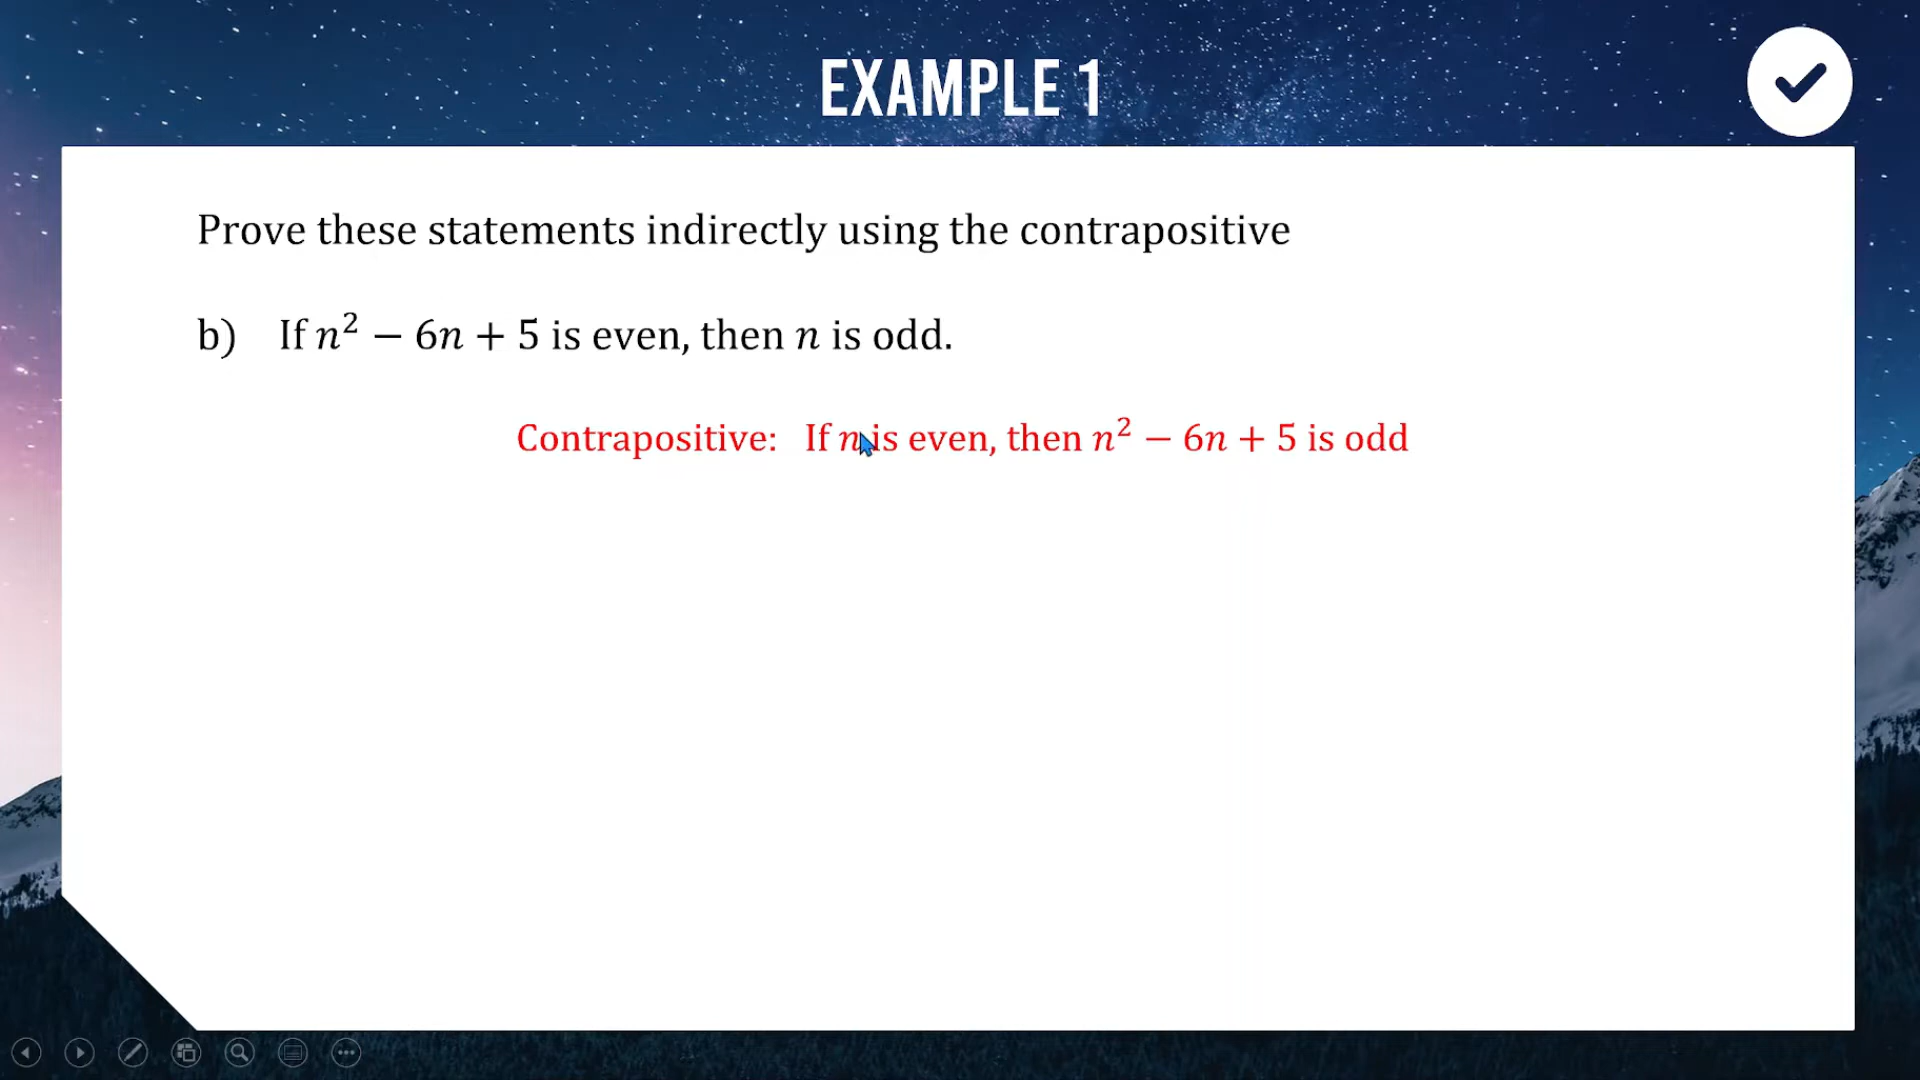 EXAMPLE 1
Prove these statements indirectly using the contrapositive
b) If n² − 6n + 5 is even, then n is odd.
Contrapositive: If n is even, then n² − 6n + 5 is odd